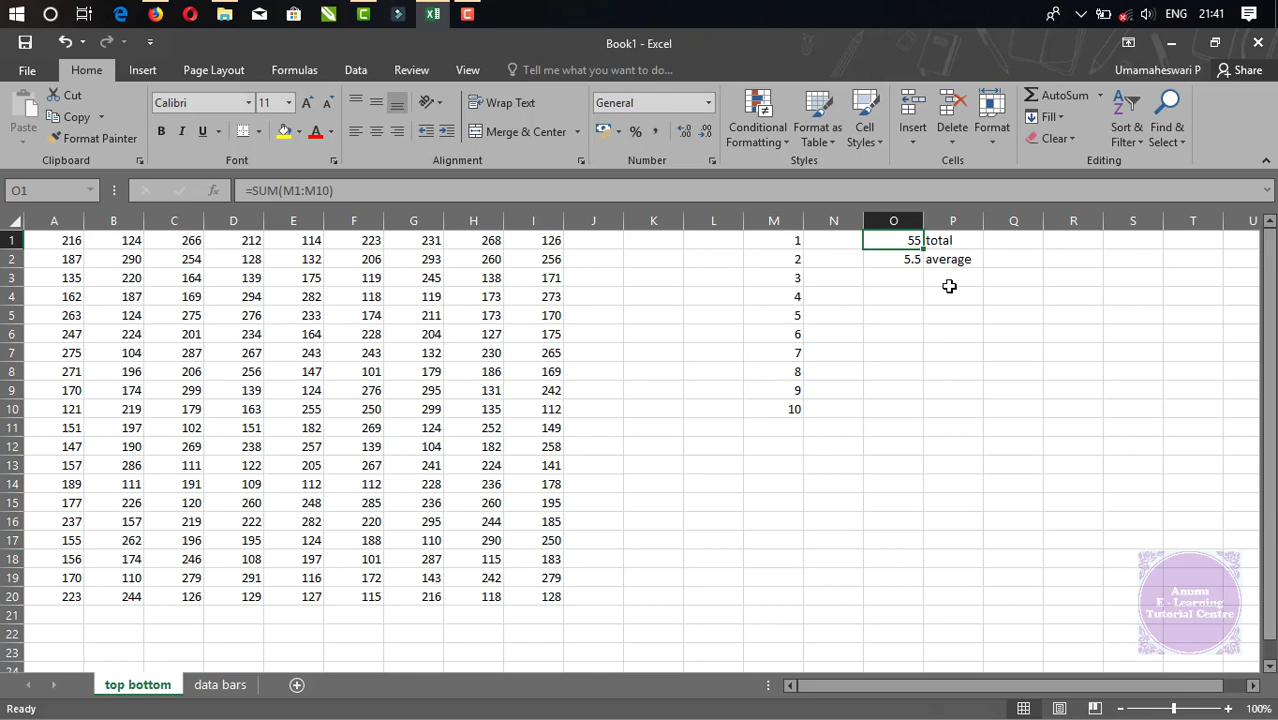 ENG 21:41
Book1 - Excel
File Home Insert Page Layout Formulas Data Review View Tell me what you want to do... Umamaheswari P Share
Paste Cut Copy Format Painter
Calibri 11 B I U A A
Wrap Text Merge & Center
General % ,
Conditional Formatting Format as Table Cell Styles
Insert Delete Format
AutoSum Fill Clear Sort & Filter Find & Select
Clipboard Font Alignment Number Styles Cells Editing
O1 fx =SUM(M1:M10)
A B C D E F G H I J K L M N O P Q R S T U
1 216 124 266 212 114 223 231 268 126 1 55 total
2 187 290 254 128 132 206 293 260 256 2 5.5 average
3 135 220 164 139 175 119 245 138 171 3
4 162 187 169 294 282 118 119 173 273 4
5 263 124 275 276 233 174 211 173 170 5
6 247 224 201 234 164 228 204 127 175 6
7 275 104 287 267 243 243 132 230 265 7
8 271 196 206 256 147 101 179 186 169 8
9 170 174 299 139 124 276 295 131 242 9
10 121 219 179 163 255 250 299 135 112 10
11 151 197 102 151 182 269 124 252 149
12 147 190 269 238 257 139 104 182 258
13 157 286 111 122 205 267 241 224 141
14 189 111 191 109 112 112 228 236 178
15 177 226 120 260 248 285 236 260 195
16 237 157 219 222 282 220 295 244 185
17 155 262 196 195 124 188 110 290 250
18 156 174 246 108 197 101 287 115 183
19 170 110 279 291 116 172 143 242 279
20 223 244 126 129 127 115 216 118 128
21
22
23
24
Anumu
E - Learning
Tutorial Centre
top bottom data bars
Ready 100%